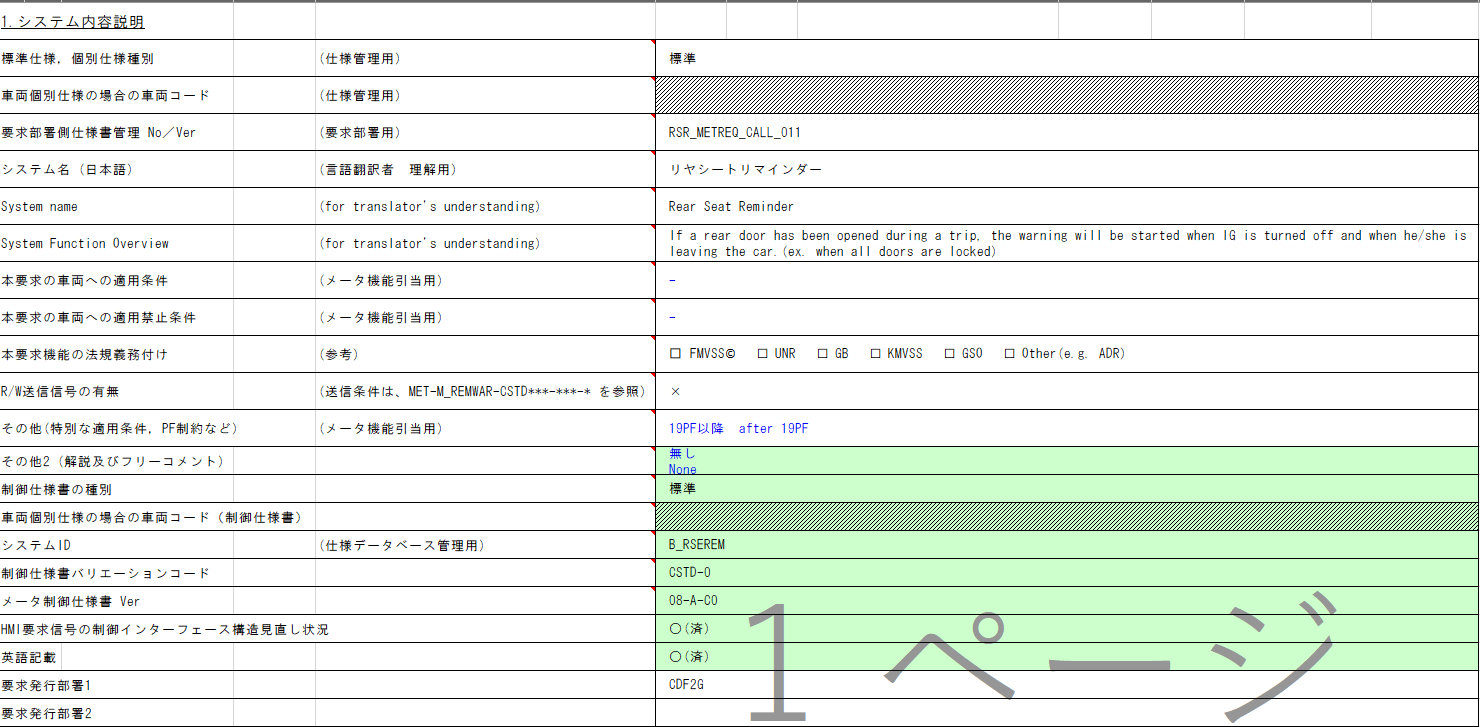 1. システム内容説明
標準仕様, 個別仕様種別 (仕様管理用) 標準
車両個別仕様の場合の車両コード (仕様管理用)
要求部署側仕様書管理 No／Ver (要求部署用) RSR_METREQ_CALL_011
システム名 (日本語) (言語翻訳者　理解用) リヤシートリマインダー
System name (for translator's understanding) Rear Seat Reminder
System Function Overview (for translator's understanding) If a rear door has been opened during a trip, the warning will be started when IG is turned off and when he/she is
leaving the car.(ex. when all doors are locked)
本要求の車両への適用条件 (メータ機能引当用) -
本要求の車両への適用禁止条件 (メータ機能引当用) -
本要求機能の法規義務付け (参考) □ FMVSS© □ UNR □ GB □ KMVSS □ GSO □ Other(e.g. ADR)
R/W送信信号の有無 (送信条件は、MET-M_REMWAR-CSTD***-***-* を参照) ×
その他(特別な適用条件, PF制約など) (メータ機能引当用) 19PF以降　after 19PF
その他2 (解説及びフリーコメント) 無し
None
制御仕様書の種別 標準
車両個別仕様の場合の車両コード (制御仕様書)
システムID (仕様データベース管理用) B_RSEREM
制御仕様書バリエーションコード CSTD-0
メータ制御仕様書 Ver 08-A-C0
HMI要求信号の制御インターフェース構造見直し状況 ○(済)
英語記載 ○(済)
要求発行部署1 CDF2G
要求発行部署2
1 ページ